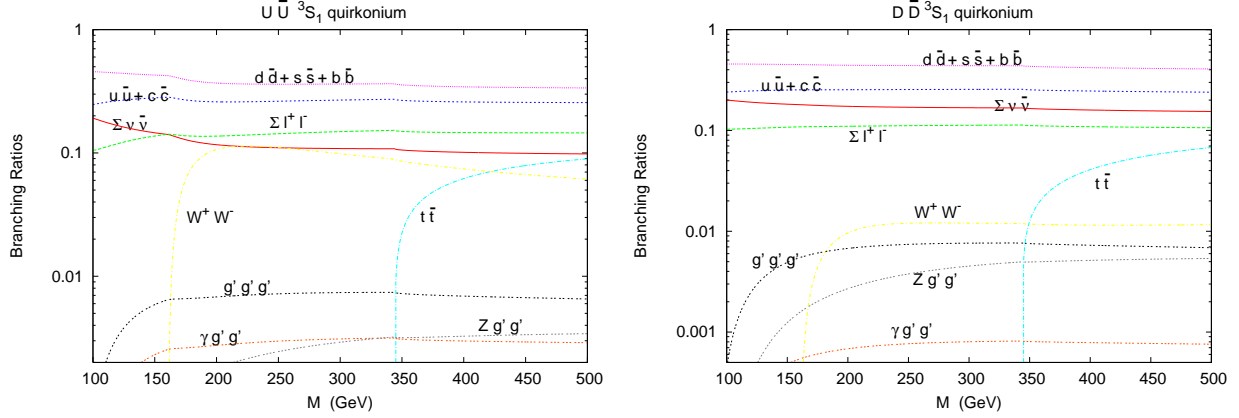 U Ū ³S₁ quirkonium
Branching Ratios
1
0.1
0.01
d d̄ + s s̄ + b b̄
u ū + c c̄
Σ ν ν̄
Σ l⁺ l⁻
W⁺ W⁻
t t̄
g' g' g'
γ g' g'
Z g' g'
100 150 200 250 300 350 400 450 500
M (GeV)
D D̄ ³S₁ quirkonium
Branching Ratios
1
0.1
0.01
0.001
d d̄ + s s̄ + b b̄
u ū + c c̄
Σ ν ν̄
Σ l⁺ l⁻
t t̄
W⁺ W⁻
g' g' g'
Z g' g'
γ g' g'
100 150 200 250 300 350 400 450 500
M (GeV)